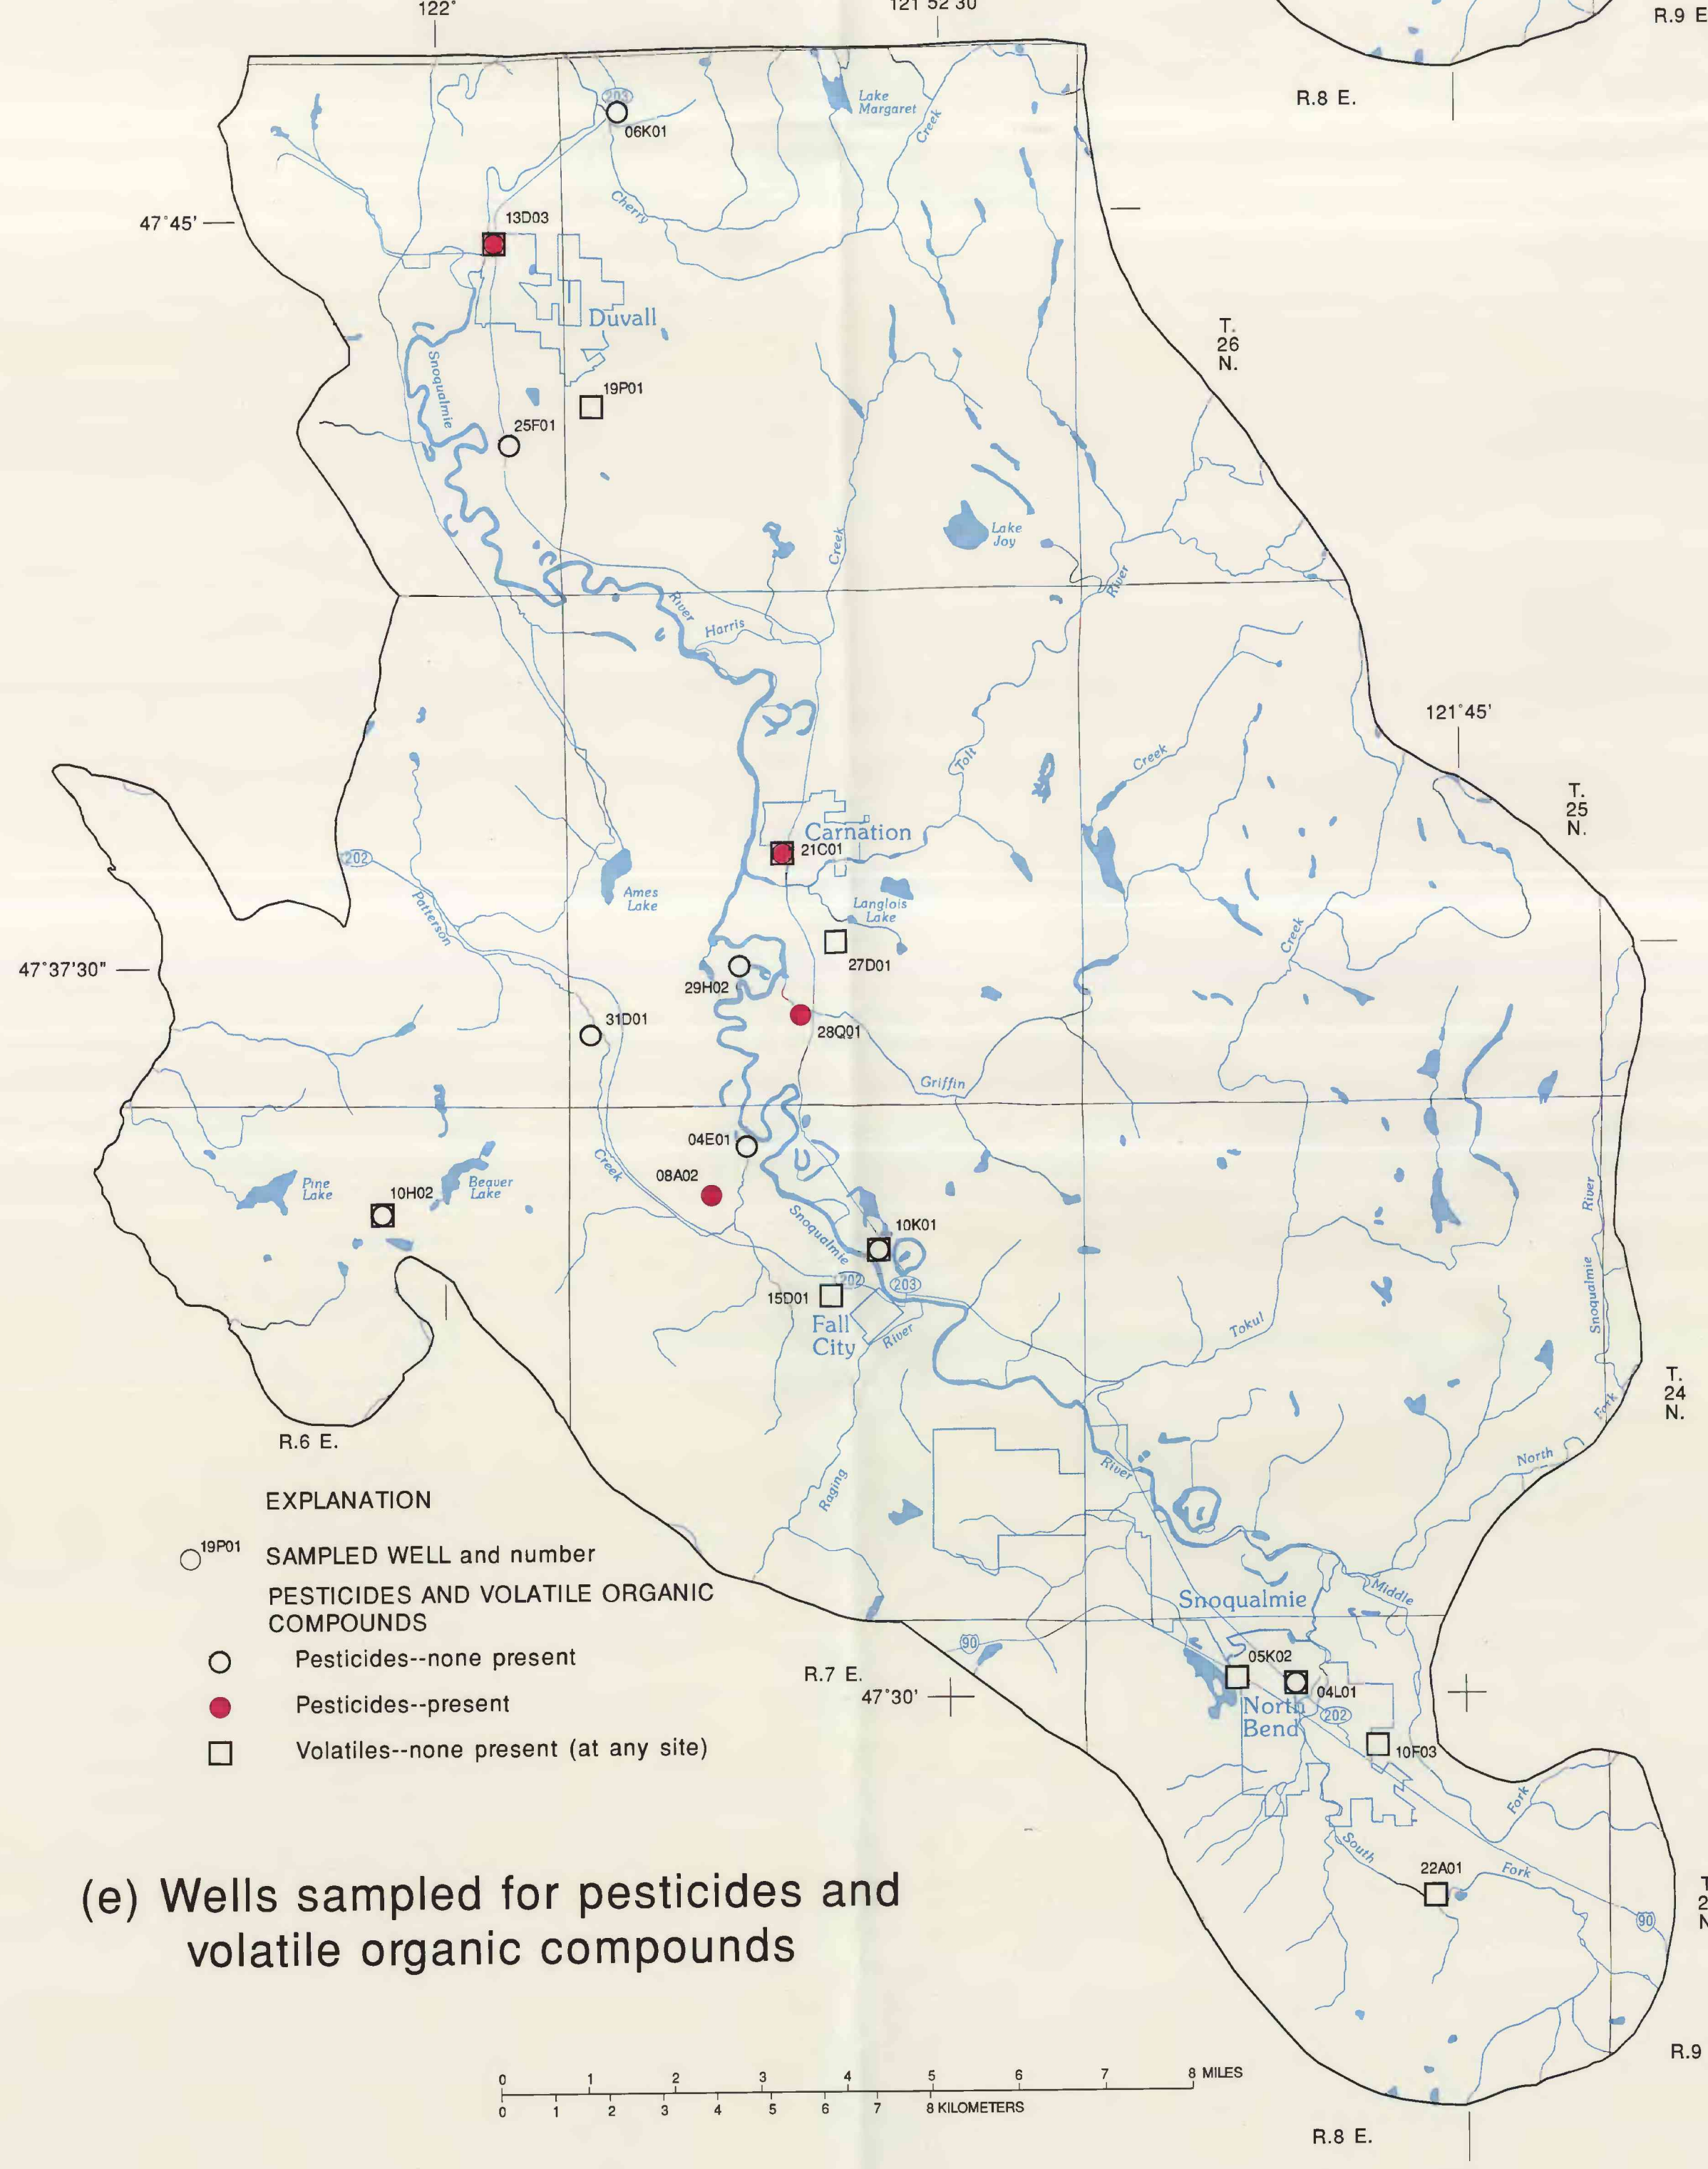 122°
121°52'30"
R.9 E
R.8 E.
203
06K01
Lake
Margaret
Creek
Cherry
47°45'
13D03
Duvall
T.
26
N.
Snoqualmie
19P01
25F01
Creek
Lake
Joy
River
River
Harris
121°45'
Tolt
Creek
T.
25
N.
Carnation
21C01
202
Ames
Lake
Langlois
Lake
Patterson
Creek
47°37'30"
27D01
29H02
31D01
28Q01
Griffin
04E01
Creek
08A02
Pine
Lake
10H02
Beaver
Lake
Snoqualmie
10K01
River
202
203
15D01
Fall
City
River
Tokul
Snoqualmie
T.
24
N.
Fork
R.6 E.
North
River
Raging
EXPLANATION
19P01 SAMPLED WELL and number
PESTICIDES AND VOLATILE ORGANIC
COMPOUNDS
Pesticides--none present
Pesticides--present
Volatiles--none present (at any site)
Snoqualmie
Middle
90
R.7 E.
47°30'
05K02
04L01
North
Bend
202
10F03
Fork
South
22A01
Fork
90
T
2
N
(e) Wells sampled for pesticides and
volatile organic compounds
0 1 2 3 4 5 6 7 8 MILES
0 1 2 3 4 5 6 7 8 KILOMETERS
R.9
R.8 E.